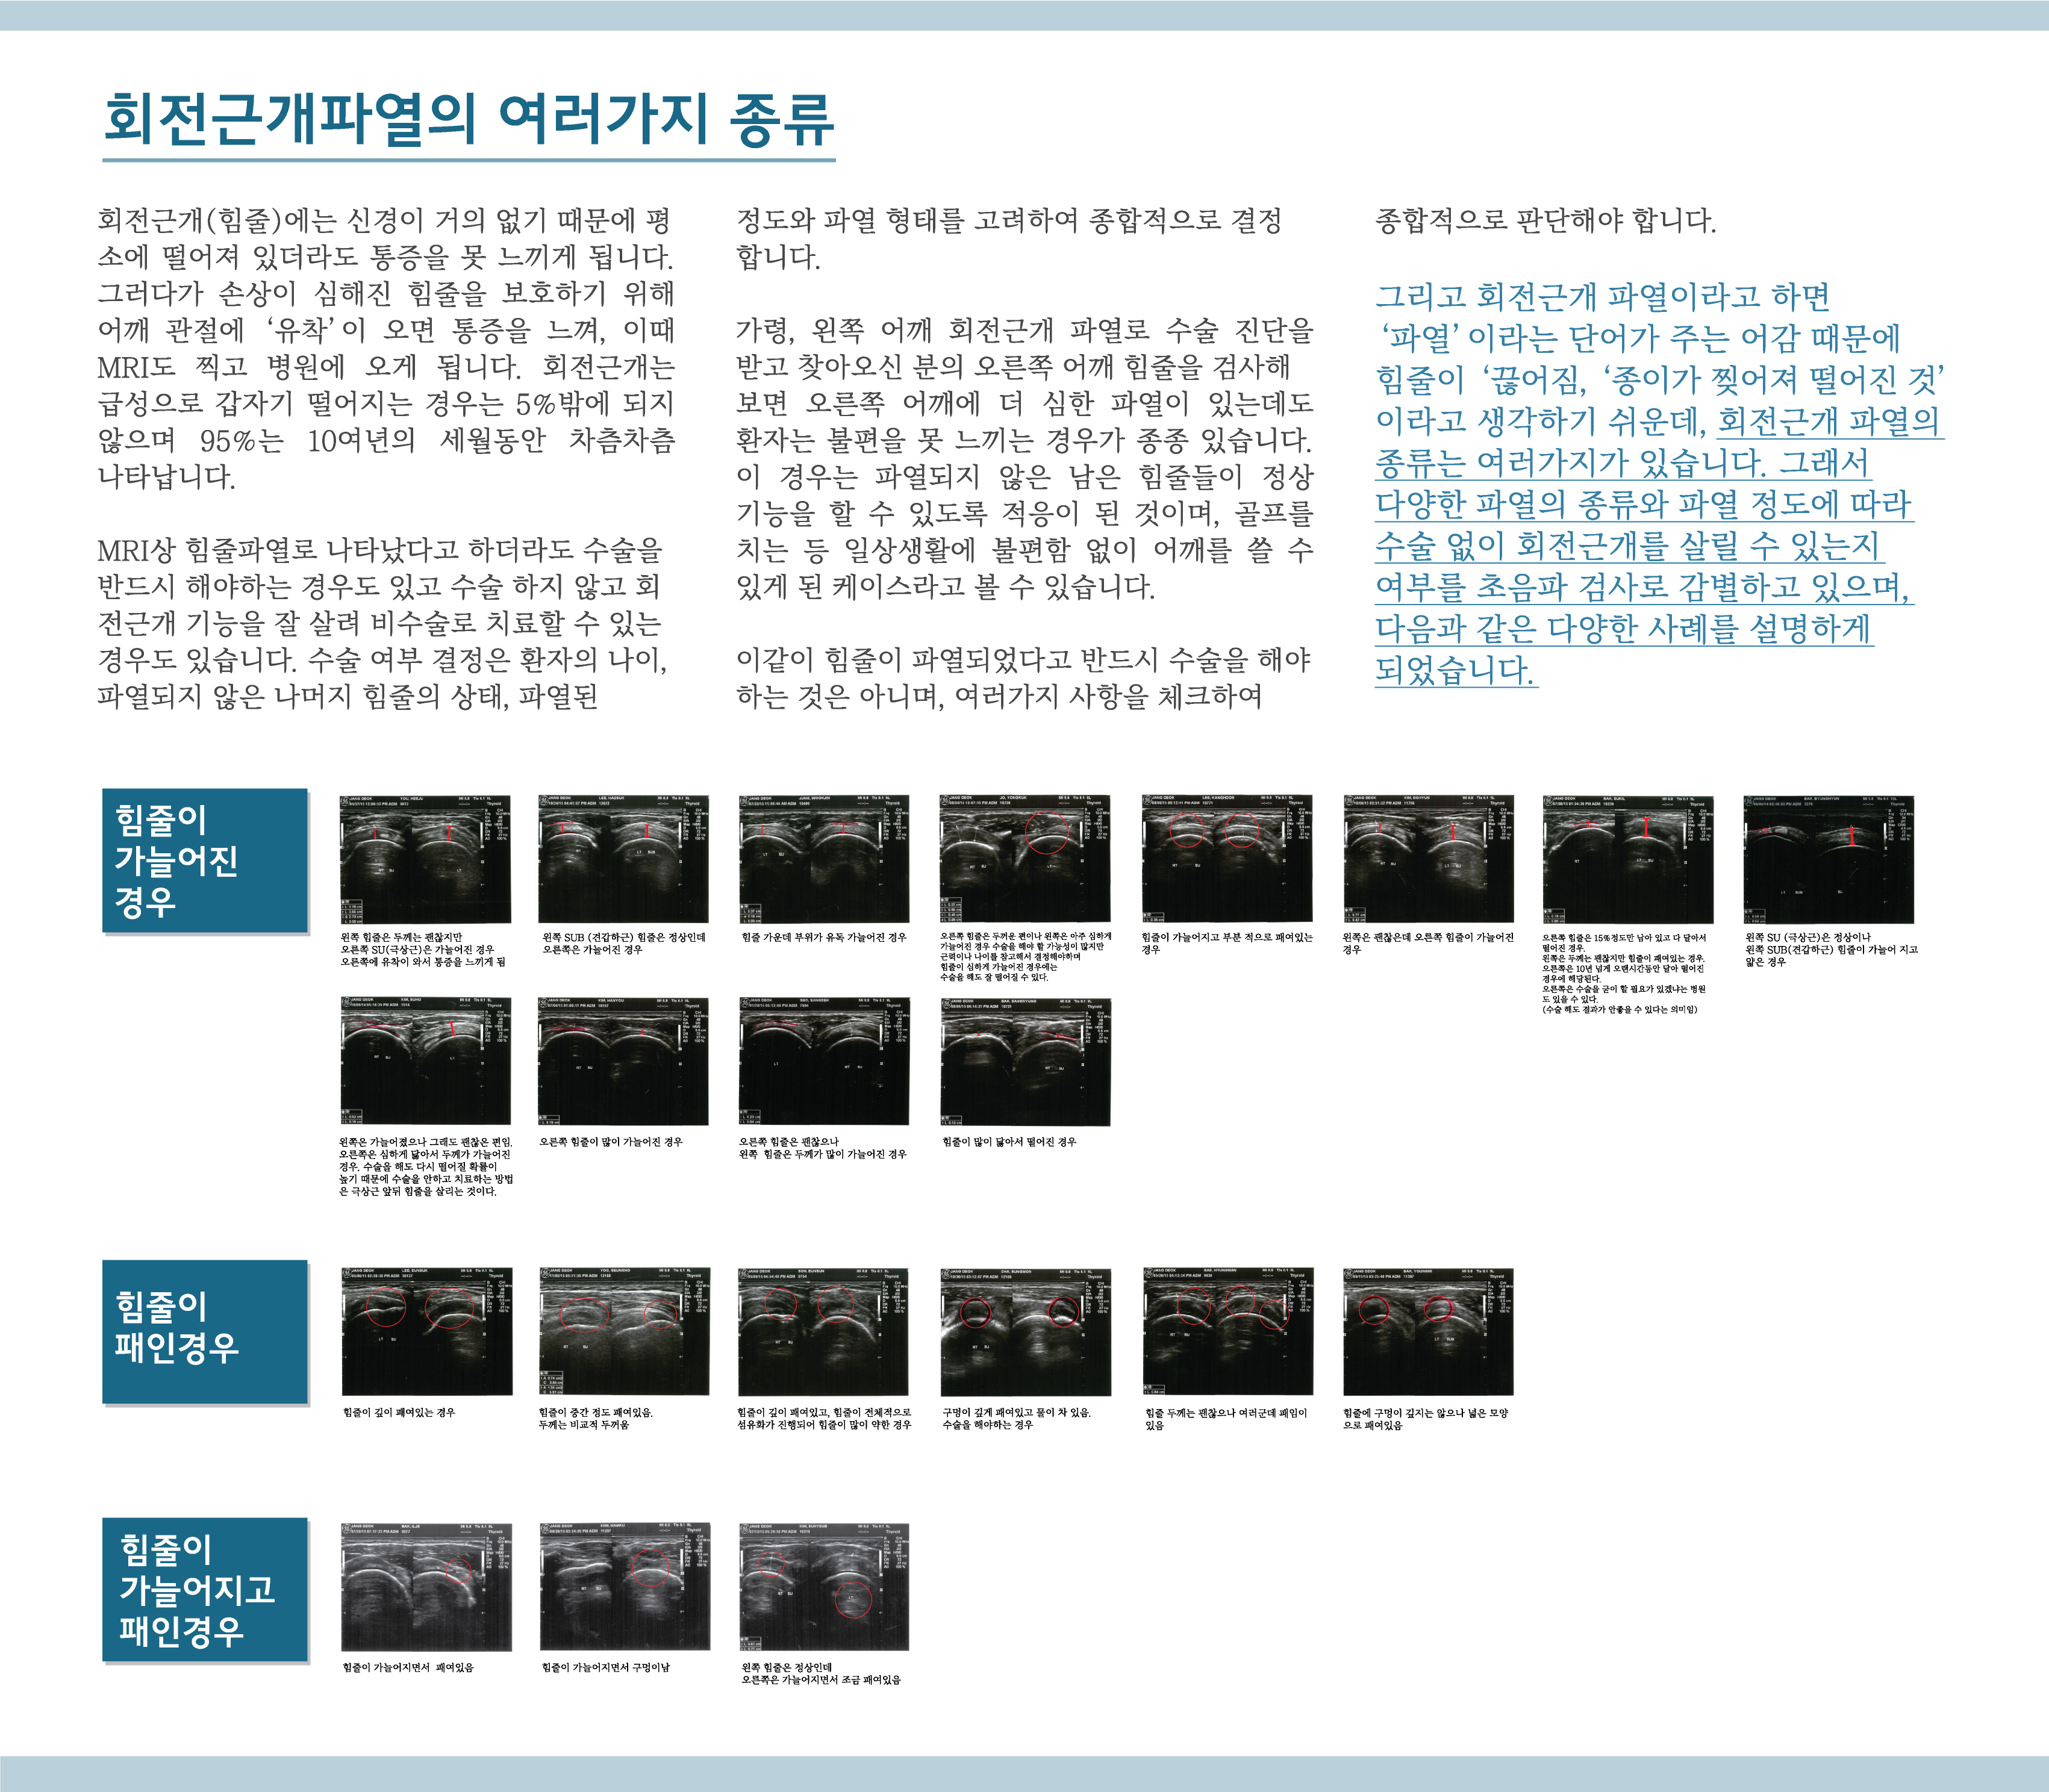 회전근개파열의 여러가지 종류
회전근개(힘줄)에는 신경이 거의 없기 때문에 평
소에 떨어져 있더라도 통증을 못 느끼게 됩니다.
그러다가 손상이 심해진 힘줄을 보호하기 위해
어깨 관절에 ‘유착’이 오면 통증을 느껴, 이때
MRI도 찍고 병원에 오게 됩니다. 회전근개는
급성으로 갑자기 떨어지는 경우는 5%밖에 되지
않으며 95%는 10여년의 세월동안 차츰차츰
나타납니다.
MRI상 힘줄파열로 나타났다고 하더라도 수술을
반드시 해야하는 경우도 있고 수술 하지 않고 회
전근개 기능을 잘 살려 비수술로 치료할 수 있는
경우도 있습니다. 수술 여부 결정은 환자의 나이,
파열되지 않은 나머지 힘줄의 상태, 파열된
정도와 파열 형태를 고려하여 종합적으로 결정
합니다.
가령, 왼쪽 어깨 회전근개 파열로 수술 진단을
받고 찾아오신 분의 오른쪽 어깨 힘줄을 검사해
보면 오른쪽 어깨에 더 심한 파열이 있는데도
환자는 불편을 못 느끼는 경우가 종종 있습니다.
이 경우는 파열되지 않은 남은 힘줄들이 정상
기능을 할 수 있도록 적응이 된 것이며, 골프를
치는 등 일상생활에 불편함 없이 어깨를 쓸 수
있게 된 케이스라고 볼 수 있습니다.
이같이 힘줄이 파열되었다고 반드시 수술을 해야
하는 것은 아니며, 여러가지 사항을 체크하여
종합적으로 판단해야 합니다.
그리고 회전근개 파열이라고 하면
‘파열’이라는 단어가 주는 어감 때문에
힘줄이 ‘끊어짐, ‘종이가 찢어져 떨어진 것’
이라고 생각하기 쉬운데, 회전근개 파열의
종류는 여러가지가 있습니다. 그래서
다양한 파열의 종류와 파열 정도에 따라
수술 없이 회전근개를 살릴 수 있는지
여부를 초음파 검사로 감별하고 있으며,
다음과 같은 다양한 사례를 설명하게
되었습니다.
힘줄이
가늘어진
경우
왼쪽 힘줄은 두께는 괜찮지만
오른쪽 SU(극상근)은 가늘어진 경우
오른쪽에 유착이 와서 통증을 느끼게 됨
왼쪽 SUB (견갑하근) 힘줄은 정상인데
오른쪽은 가늘어진 경우
힘줄 가운데 부위가 유독 가늘어진 경우
오른쪽 힘줄은 두꺼운 편이나 왼쪽은 아주 심하게
가늘어진 경우 수술을 해야 할 가능성이 많지만
근력이나 나이를 참고해서 결정해야하며
힘줄이 심하게 가늘어진 경우에는
수술을 해도 잘 떨어질 수 있다.
힘줄이 가늘어지고 부분 적으로 패여있는
경우
왼쪽은 괜찮은데 오른쪽 힘줄이 가늘어진
경우
오른쪽 힘줄은 15%정도만 남아 있고 다 닳아서
떨어진 경우.
왼쪽은 두께는 괜찮지만 힘줄이 패여있는 경우.
오른쪽은 10년 넘게 오랜시간동안 닳아 떨어진
경우에 해당된다.
오른쪽은 수술을 굳이 할 필요가 있겠냐는 병원
도 있을 수 있다.
(수술 해도 결과가 안좋을 수 있다는 의미임)
왼쪽 SU (극상근)은 정상이나
왼쪽 SUB(견갑하근) 힘줄이 가늘어 지고
얇은 경우
왼쪽은 가늘어졌으나 그래도 괜찮은 편임.
오른쪽은 심하게 닳아서 두께가 가늘어진
경우. 수술을 해도 다시 떨어질 확률이
높기 때문에 수술을 안하고 치료하는 방법
은 극상근 앞뒤 힘줄을 살리는 것이다.
오른쪽 힘줄이 많이 가늘어진 경우
오른쪽 힘줄은 괜찮으나
왼쪽 힘줄은 두께가 많이 가늘어진 경우
힘줄이 많이 닳아서 떨어진 경우
힘줄이
패인경우
힘줄이 깊이 패여있는 경우
힘줄이 중간 정도 패여있음.
두께는 비교적 두꺼움
힘줄이 깊이 패여있고, 힘줄이 전체적으로
섬유화가 진행되어 힘줄이 많이 약한 경우
구멍이 깊게 패여있고 물이 차 있음.
수술을 해야하는 경우
힘줄 두께는 괜찮으나 여러군데 패임이
있음
힘줄에 구멍이 깊지는 않으나 넓은 모양
으로 패여있음
힘줄이
가늘어지고
패인경우
힘줄이 가늘어지면서 패여있음
힘줄이 가늘어지면서 구멍이남
왼쪽 힘줄은 정상인데
오른쪽은 가늘어지면서 조금 패여있음